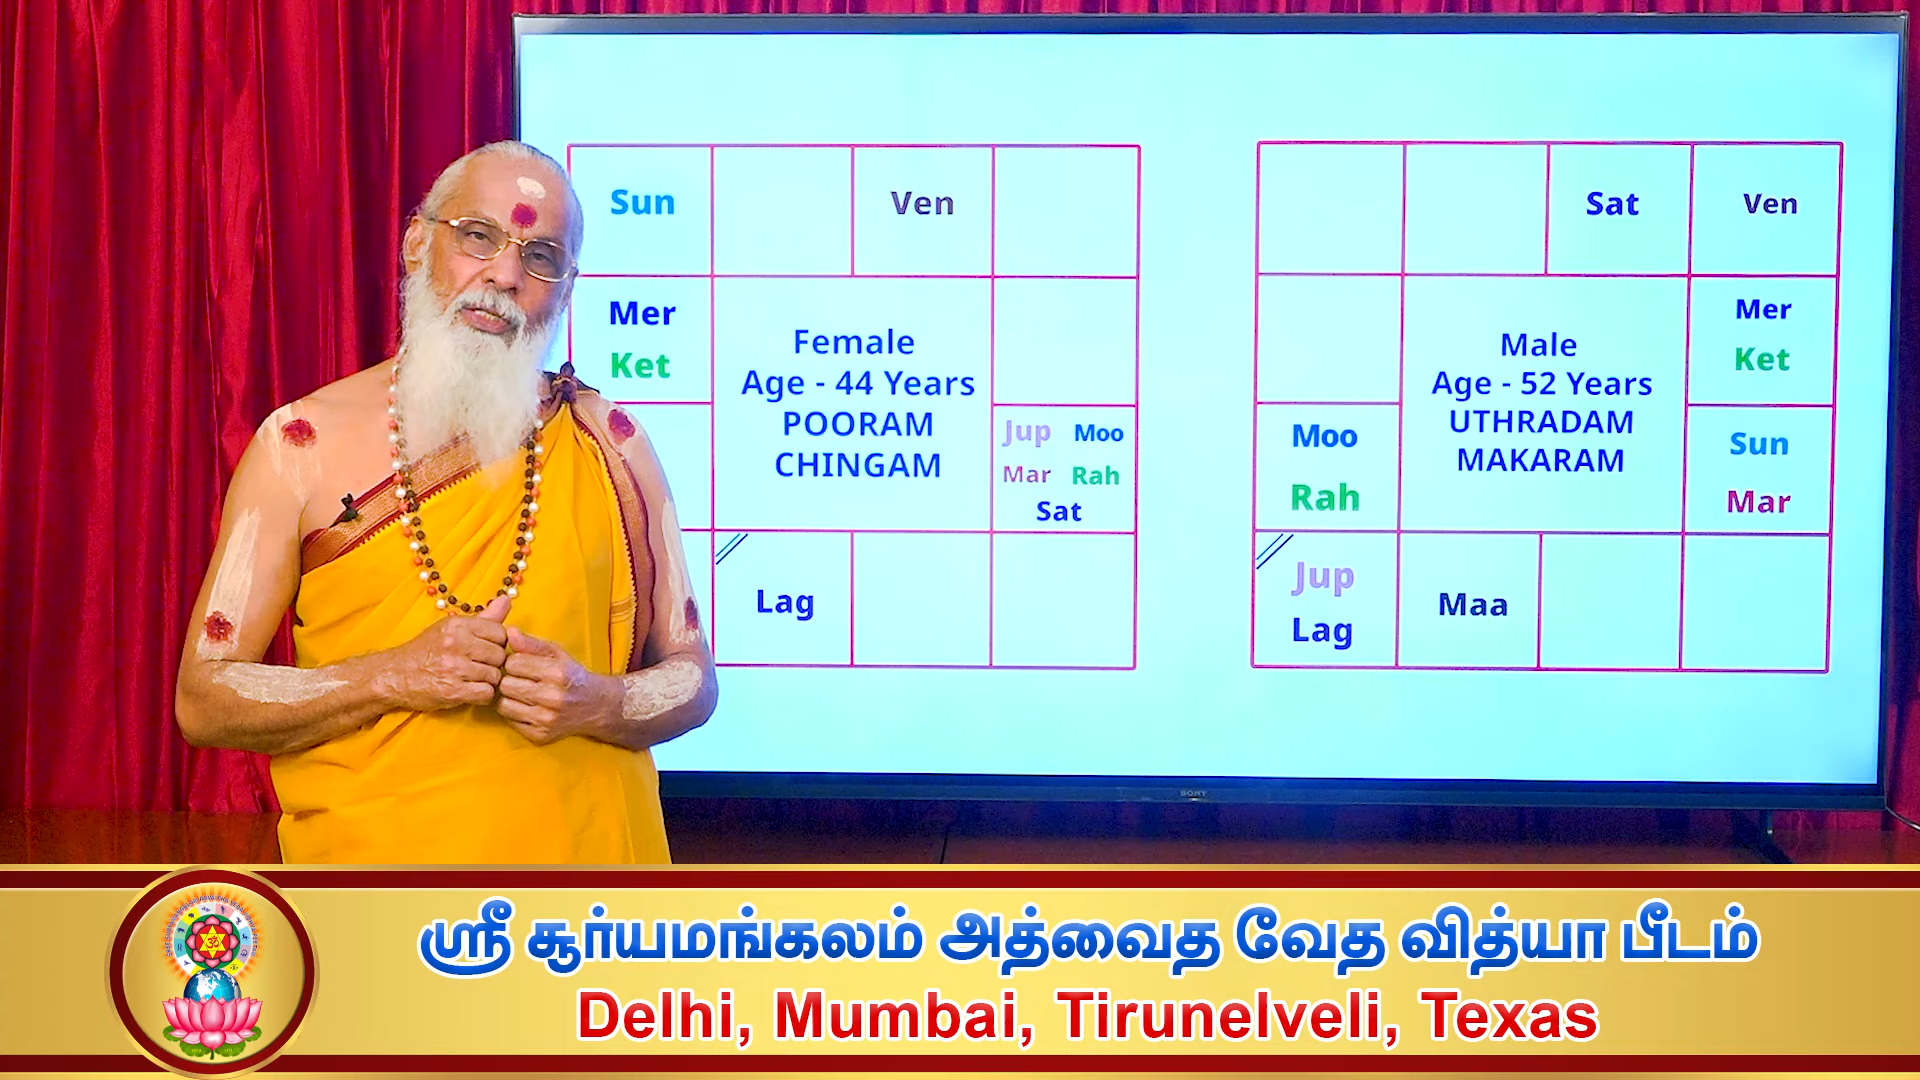 Sun
Ven
Mer
Ket
Female
Age - 44 Years
POORAM
CHINGAM
Jup Moo
Mar Rah
Sat
Lag
Sat
Ven
Mer
Ket
Male
Age - 52 Years
UTHRADAM
MAKARAM
Moo
Rah
Sun
Mar
Jup
Lag
Maa
SONY
ஸ்ரீ சூர்யமங்கலம் அத்வைத வேத வித்யா பீடம்
Delhi, Mumbai, Tirunelveli, Texas